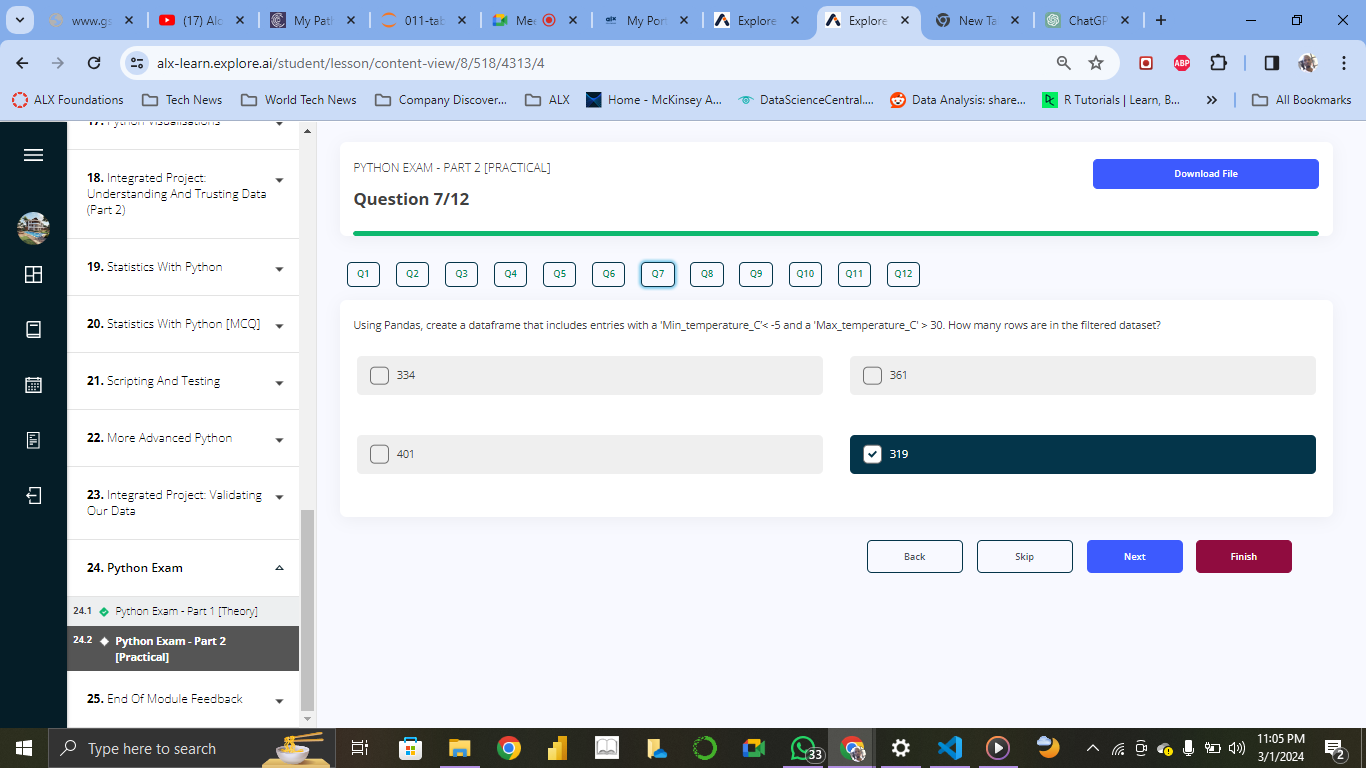 www.gs
(17) Alc
My Path
011-tab
Mee
My Port
Explore
Explore
New Ta
ChatGP
alx-learn.explore.ai/student/lesson/content-view/8/518/4313/4
ABP
ALX Foundations
Tech News
World Tech News
Company Discover...
ALX
Home - McKinsey A...
DataScienceCentral....
Data Analysis: share...
R Tutorials | Learn, B...
All Bookmarks
17. Python Visualisations
18. Integrated Project:
Understanding And Trusting Data
(Part 2)
19. Statistics With Python
20. Statistics With Python [MCQ]
21. Scripting And Testing
22. More Advanced Python
23. Integrated Project: Validating
Our Data
24. Python Exam
24.1 Python Exam - Part 1 [Theory]
24.2 Python Exam - Part 2
[Practical]
25. End Of Module Feedback
PYTHON EXAM - PART 2 [PRACTICAL]
Download File
Question 7/12
Q1 Q2 Q3 Q4 Q5 Q6 Q7 Q8 Q9 Q10 Q11 Q12
Using Pandas, create a dataframe that includes entries with a 'Min_temperature_C'< -5 and a 'Max_temperature_C' > 30. How many rows are in the filtered dataset?
334
361
401
319
Back
Skip
Next
Finish
Type here to search
33
11:05 PM
3/1/2024
2